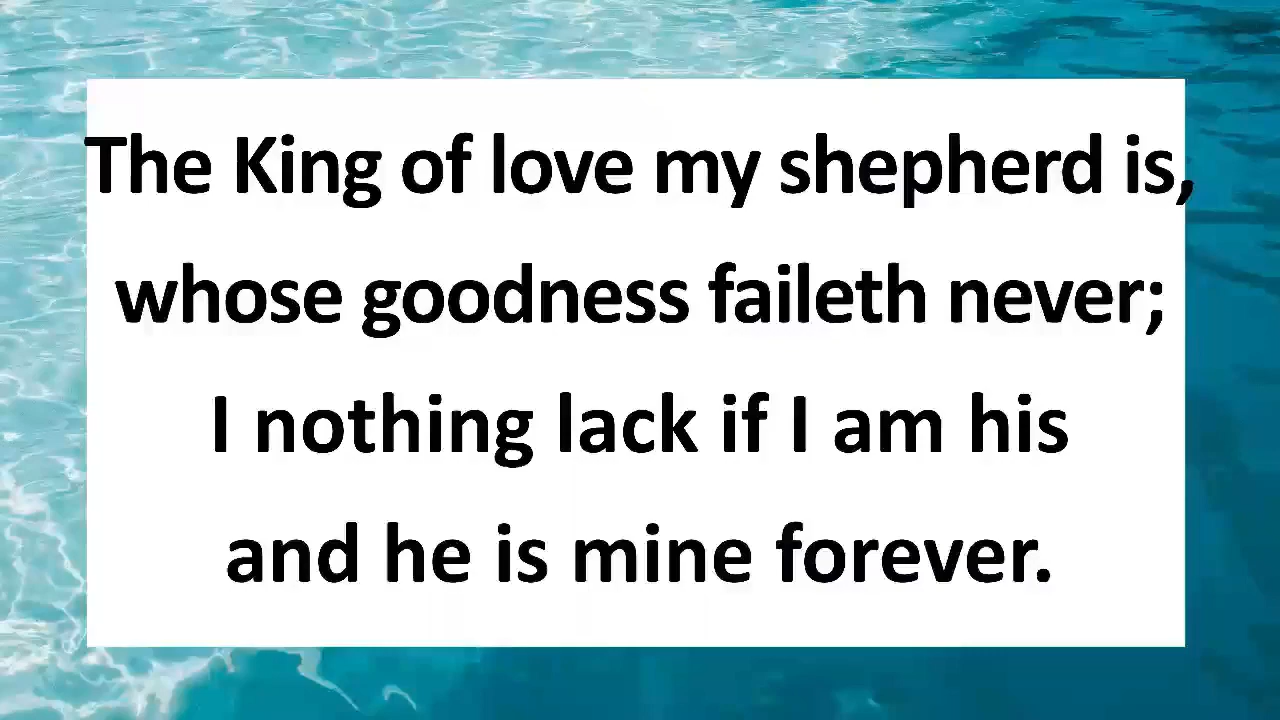 The King of love my shepherd is,
whose goodness faileth never;
I nothing lack if I am his
and he is mine forever.